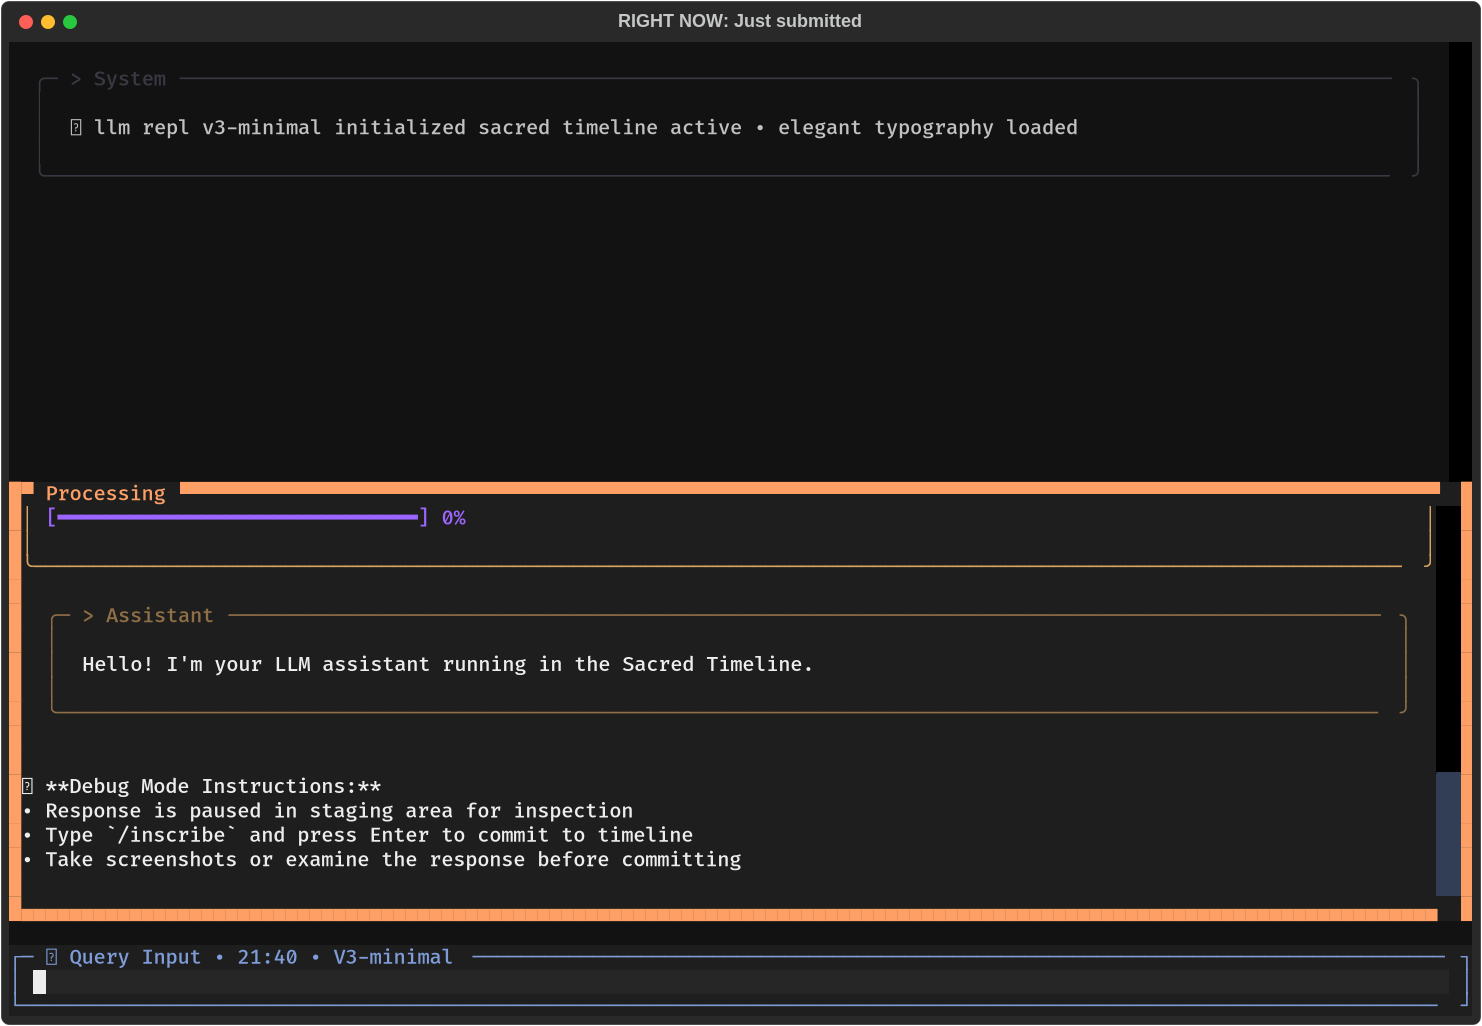 RIGHT NOW: Just submitted
> System
llm repl v3-minimal initialized sacred timeline active • elegant typography loaded
Processing
[━━━━━━━━━━━━━━━━━━━━━━━━━━━━━━] 0%
> Assistant
Hello! I'm your LLM assistant running in the Sacred Timeline.
**Debug Mode Instructions:**
• Response is paused in staging area for inspection
• Type `/inscribe` and press Enter to commit to timeline
• Take screenshots or examine the response before committing
Query Input • 21:40 • V3-minimal